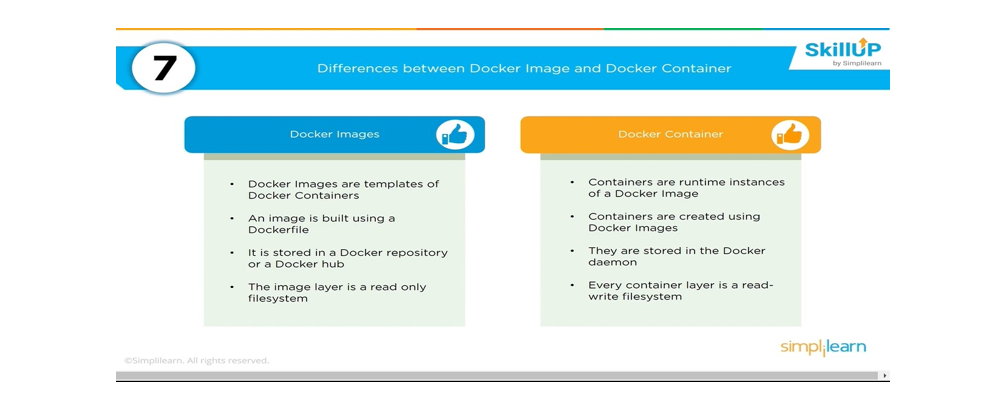 7
Differences between Docker Image and Docker Container
SkillUP
by Simplilearn
Docker Images
• Docker Images are templates of
Docker Containers
• An image is built using a
Dockerfile
• It is stored in a Docker repository
or a Docker hub
• The image layer is a read only
filesystem
Docker Container
• Containers are runtime instances
of a Docker Image
• Containers are created using
Docker Images
• They are stored in the Docker
daemon
• Every container layer is a read-
write filesystem
simplilearn
©Simplilearn. All rights reserved.